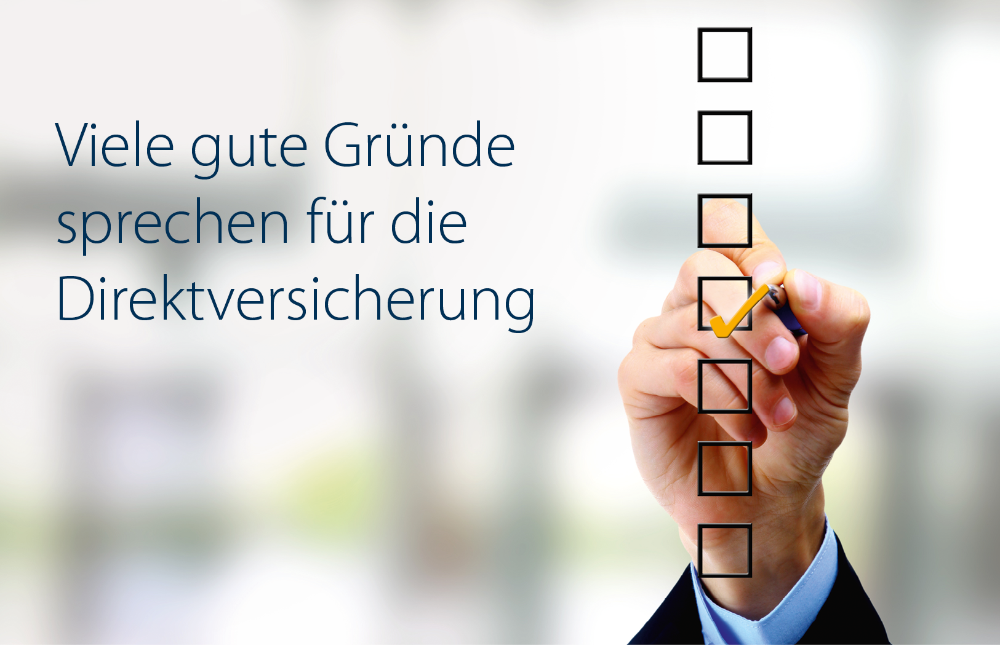 Viele gute Gründe
sprechen für die
Direktversicherung